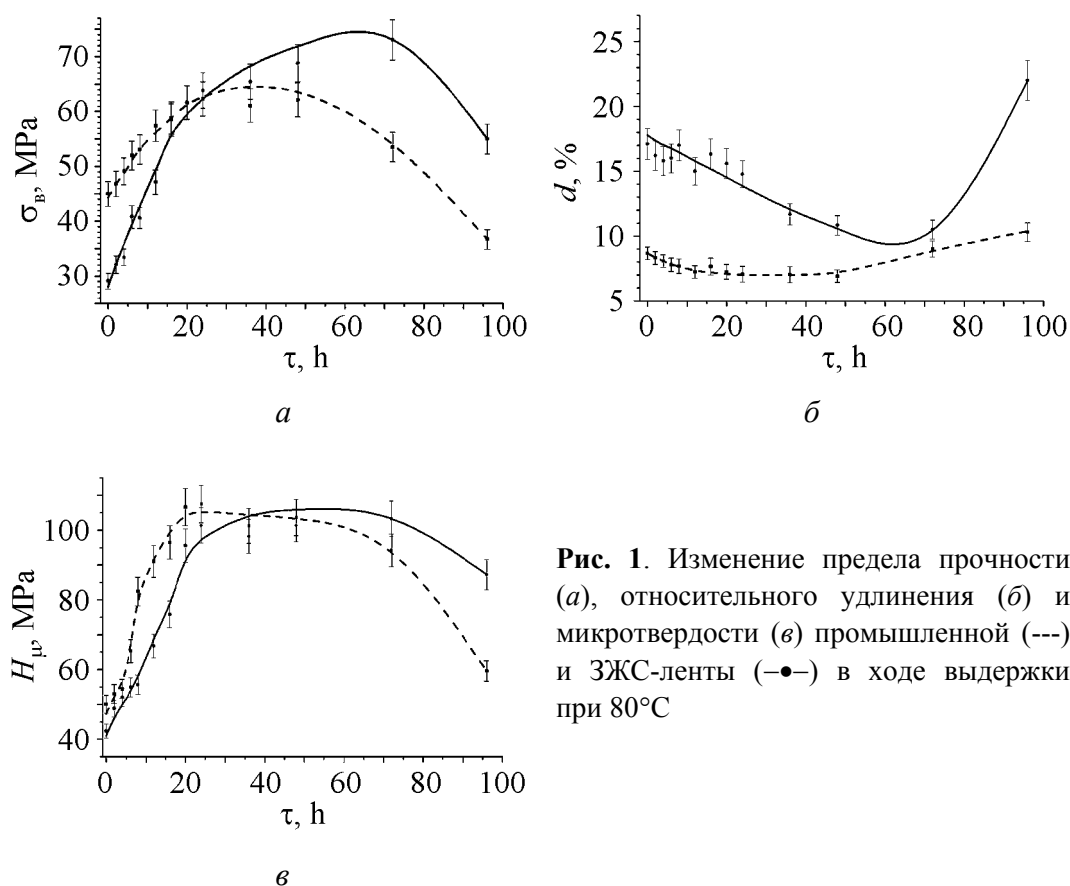 σв, MPa
70
60
50
40
30
0 20 40 60 80 100
τ, h
а
d, %
25
20
15
10
5
0 20 40 60 80 100
τ, h
б
Hμ, MPa
100
80
60
40
0 20 40 60 80 100
τ, h
в
Рис. 1. Изменение предела прочности
(а), относительного удлинения (б) и
микротвердости (в) промышленной (---)
и ЗЖС-ленты (–●–) в ходе выдержки
при 80°C